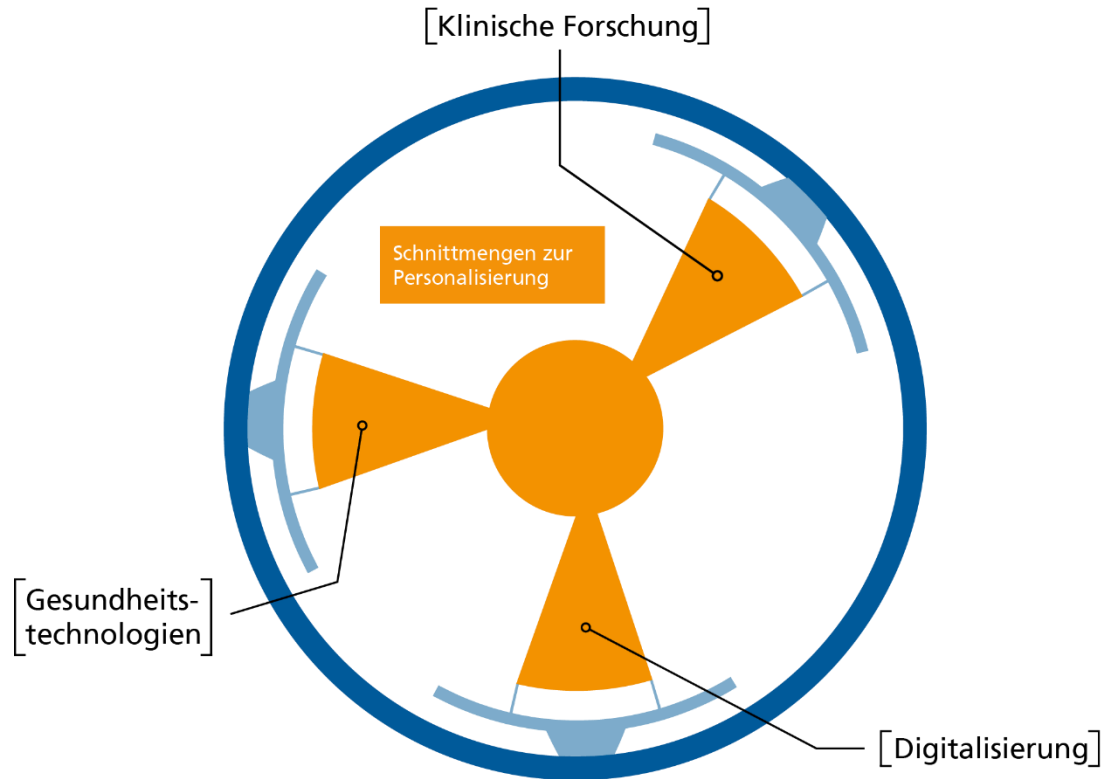 [Klinische Forschung]
Schnittmengen zur
Personalisierung
[Gesundheits-
technologien]
[Digitalisierung]